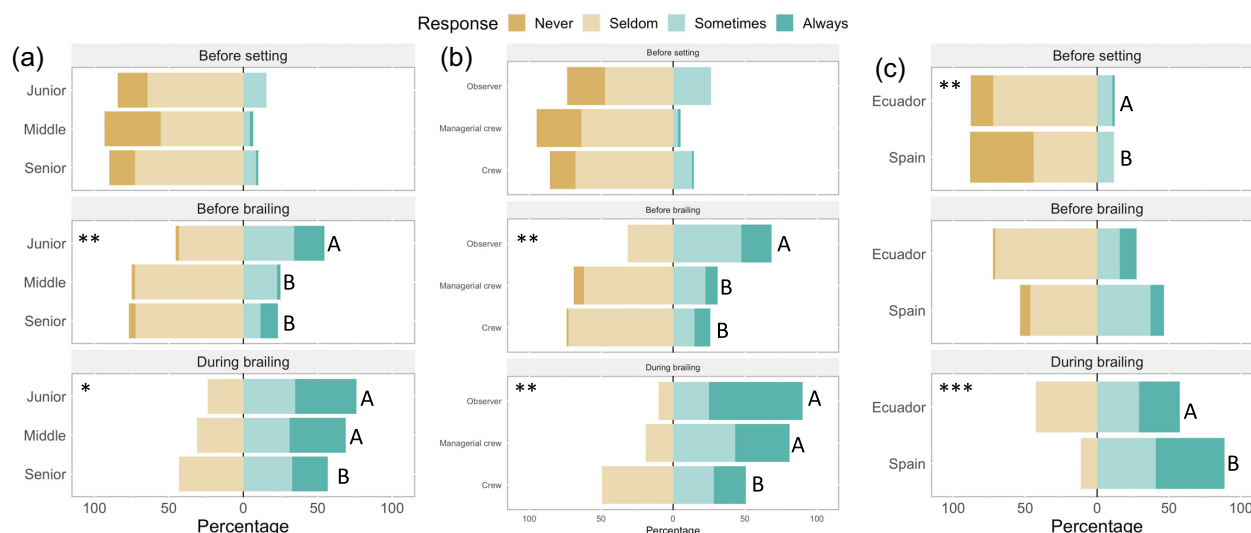 Response Never Seldom Sometimes Always
(a)
Before setting
Junior
Middle
Senior
Before brailing
**
Junior A
Middle B
Senior B
During brailing
*
Junior A
Middle A
Senior B
100 50 0 50 100
Percentage
(b)
Before setting
Observer
Managerial crew
Crew
Before brailing
**
Observer A
Managerial crew B
Crew B
During brailing
**
Observer A
Managerial crew A
Crew B
100 50 0 50 100
Percentage
(c)
Before setting
**
Ecuador A
Spain B
Before brailing
Ecuador
Spain
During brailing
***
Ecuador A
Spain B
100 50 0 50 100
Percentage